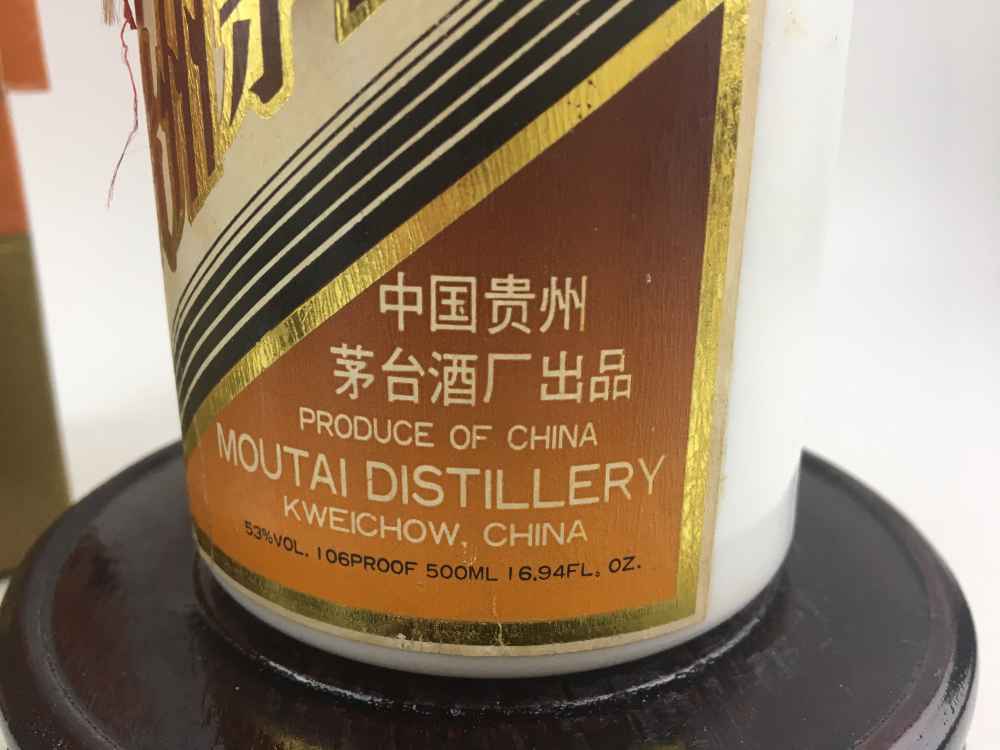 中国贵州
茅台酒厂出品
PRODUCE OF CHINA
MOUTAI DISTILLERY
KWEICHOW, CHINA
53%VOL. 106PROOF 500ML 16.94FL. OZ.